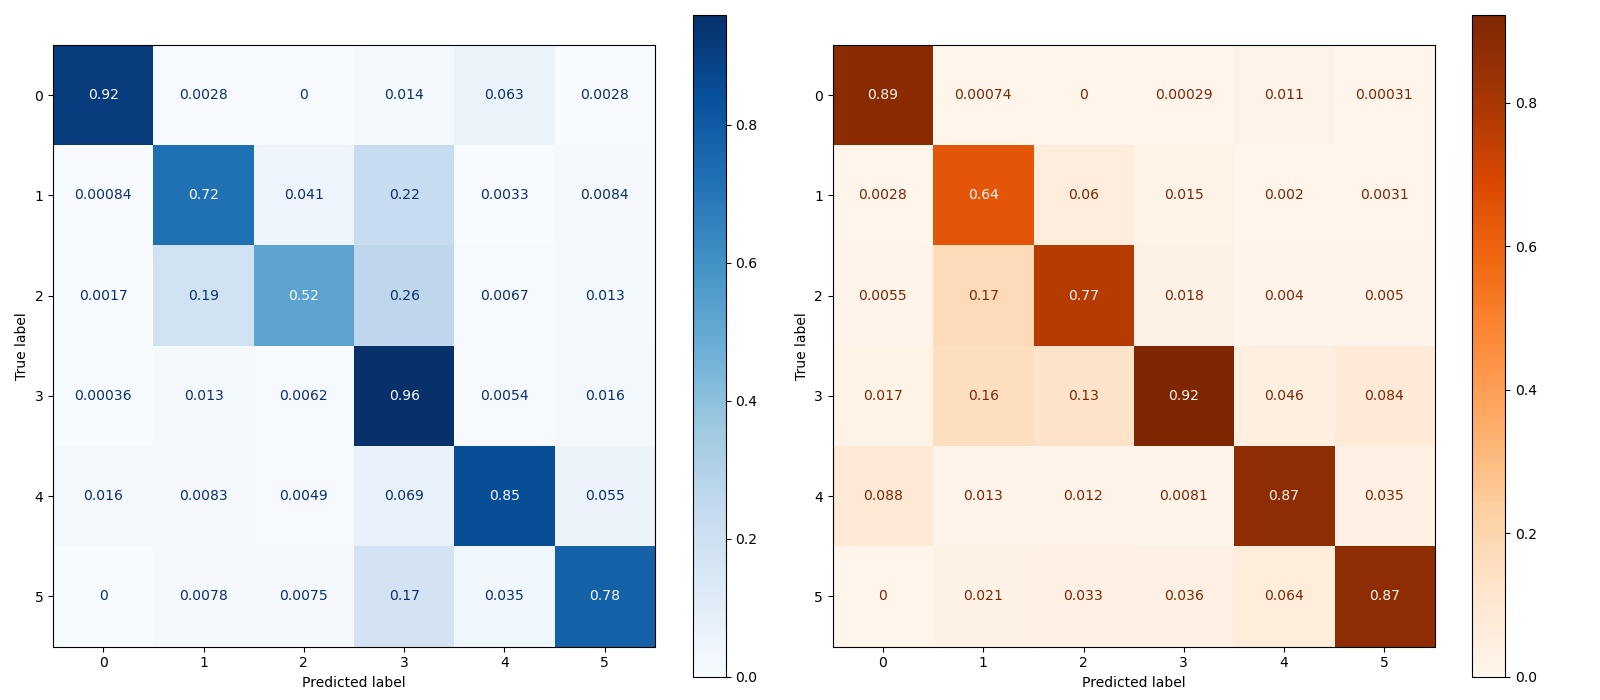 0 0.92 0.0028 0 0.014 0.063 0.0028
1 0.00084 0.72 0.041 0.22 0.0033 0.0084
2 0.0017 0.19 0.52 0.26 0.0067 0.013
3 0.00036 0.013 0.0062 0.96 0.0054 0.016
4 0.016 0.0083 0.0049 0.069 0.85 0.055
5 0 0.0078 0.0075 0.17 0.035 0.78
0 1 2 3 4 5
True label
Predicted label
0.8
0.6
0.4
0.2
0.0
0 0.89 0.00074 0 0.00029 0.011 0.00031
1 0.0028 0.64 0.06 0.015 0.002 0.0031
2 0.0055 0.17 0.77 0.018 0.004 0.005
3 0.017 0.16 0.13 0.92 0.046 0.084
4 0.088 0.013 0.012 0.0081 0.87 0.035
5 0 0.021 0.033 0.036 0.064 0.87
0 1 2 3 4 5
True label
Predicted label
0.8
0.6
0.4
0.2
0.0